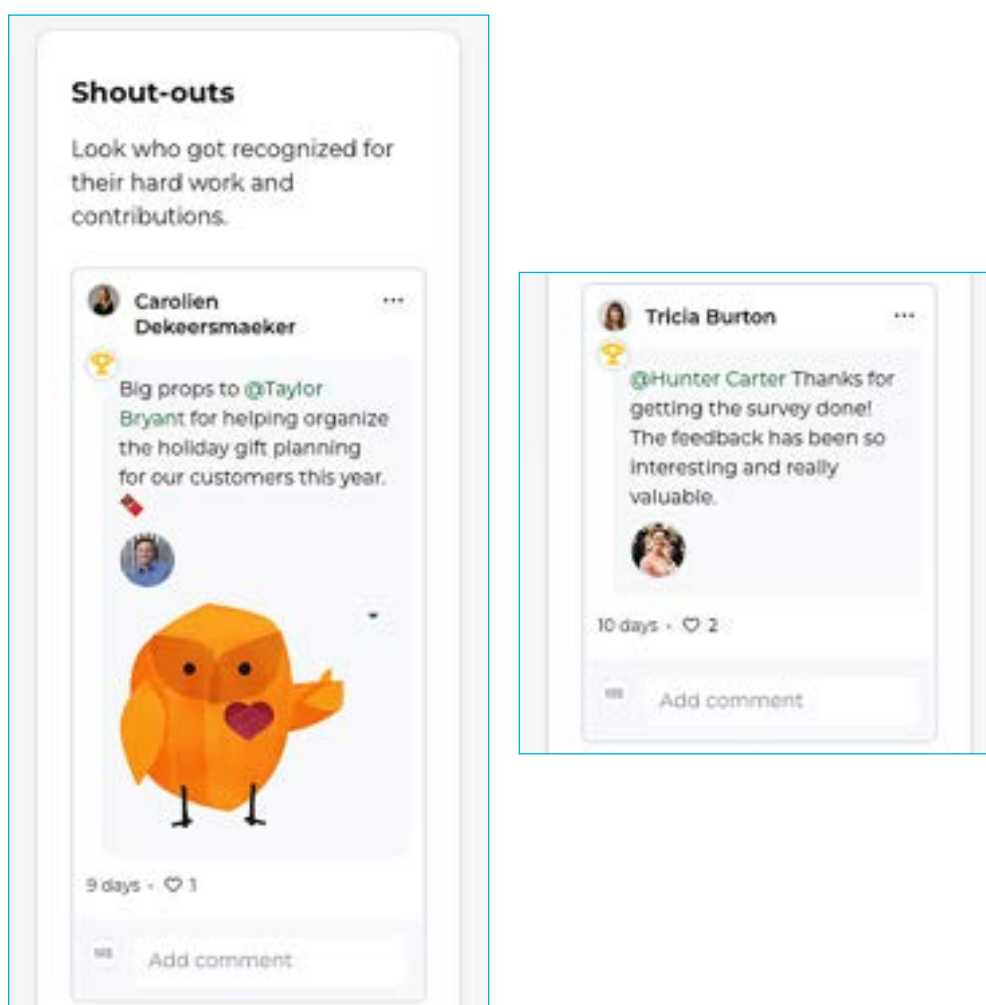 Shout-outs
Look who got recognized for
their hard work and
contributions.
Carolien
Dekeersmaeker
Big props to @Taylor
Bryant for helping organize
the holiday gift planning
for our customers this year.
9 days • 1
Add comment
Tricia Burton
@Hunter Carter Thanks for
getting the survey done!
The feedback has been so
interesting and really
valuable.
10 days • 2
Add comment